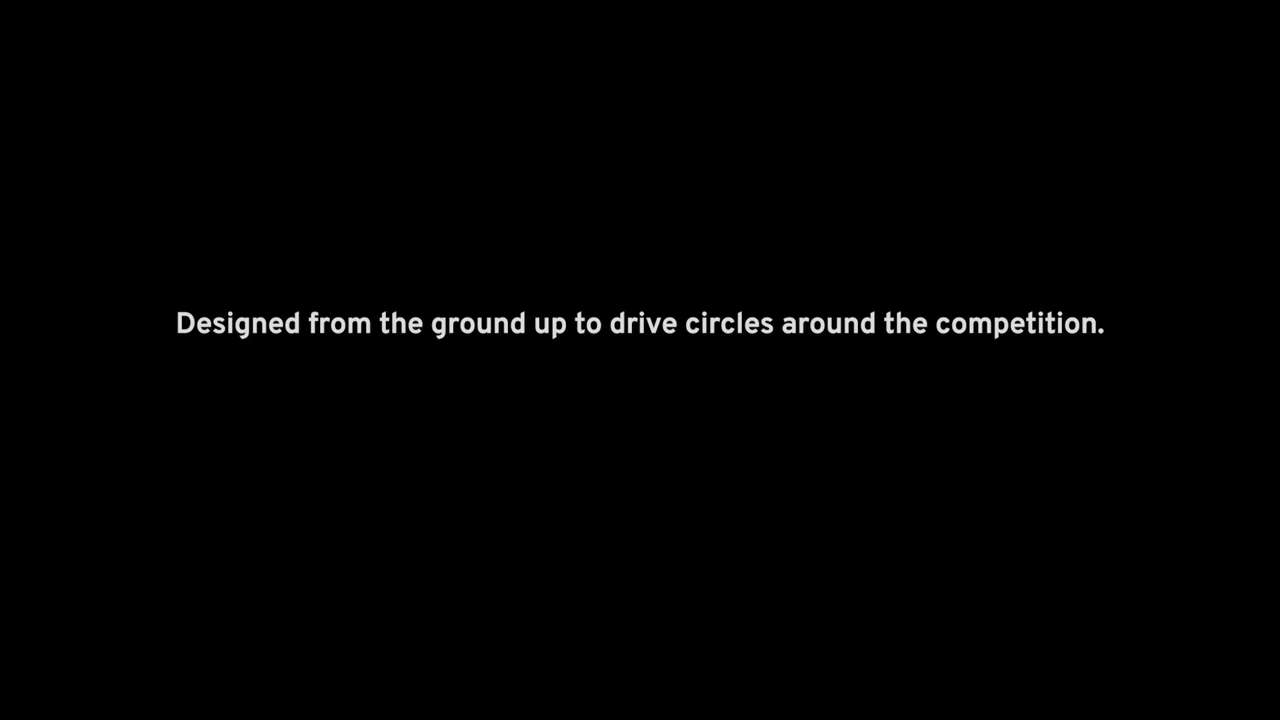 Designed from the ground up to drive circles around the competition.